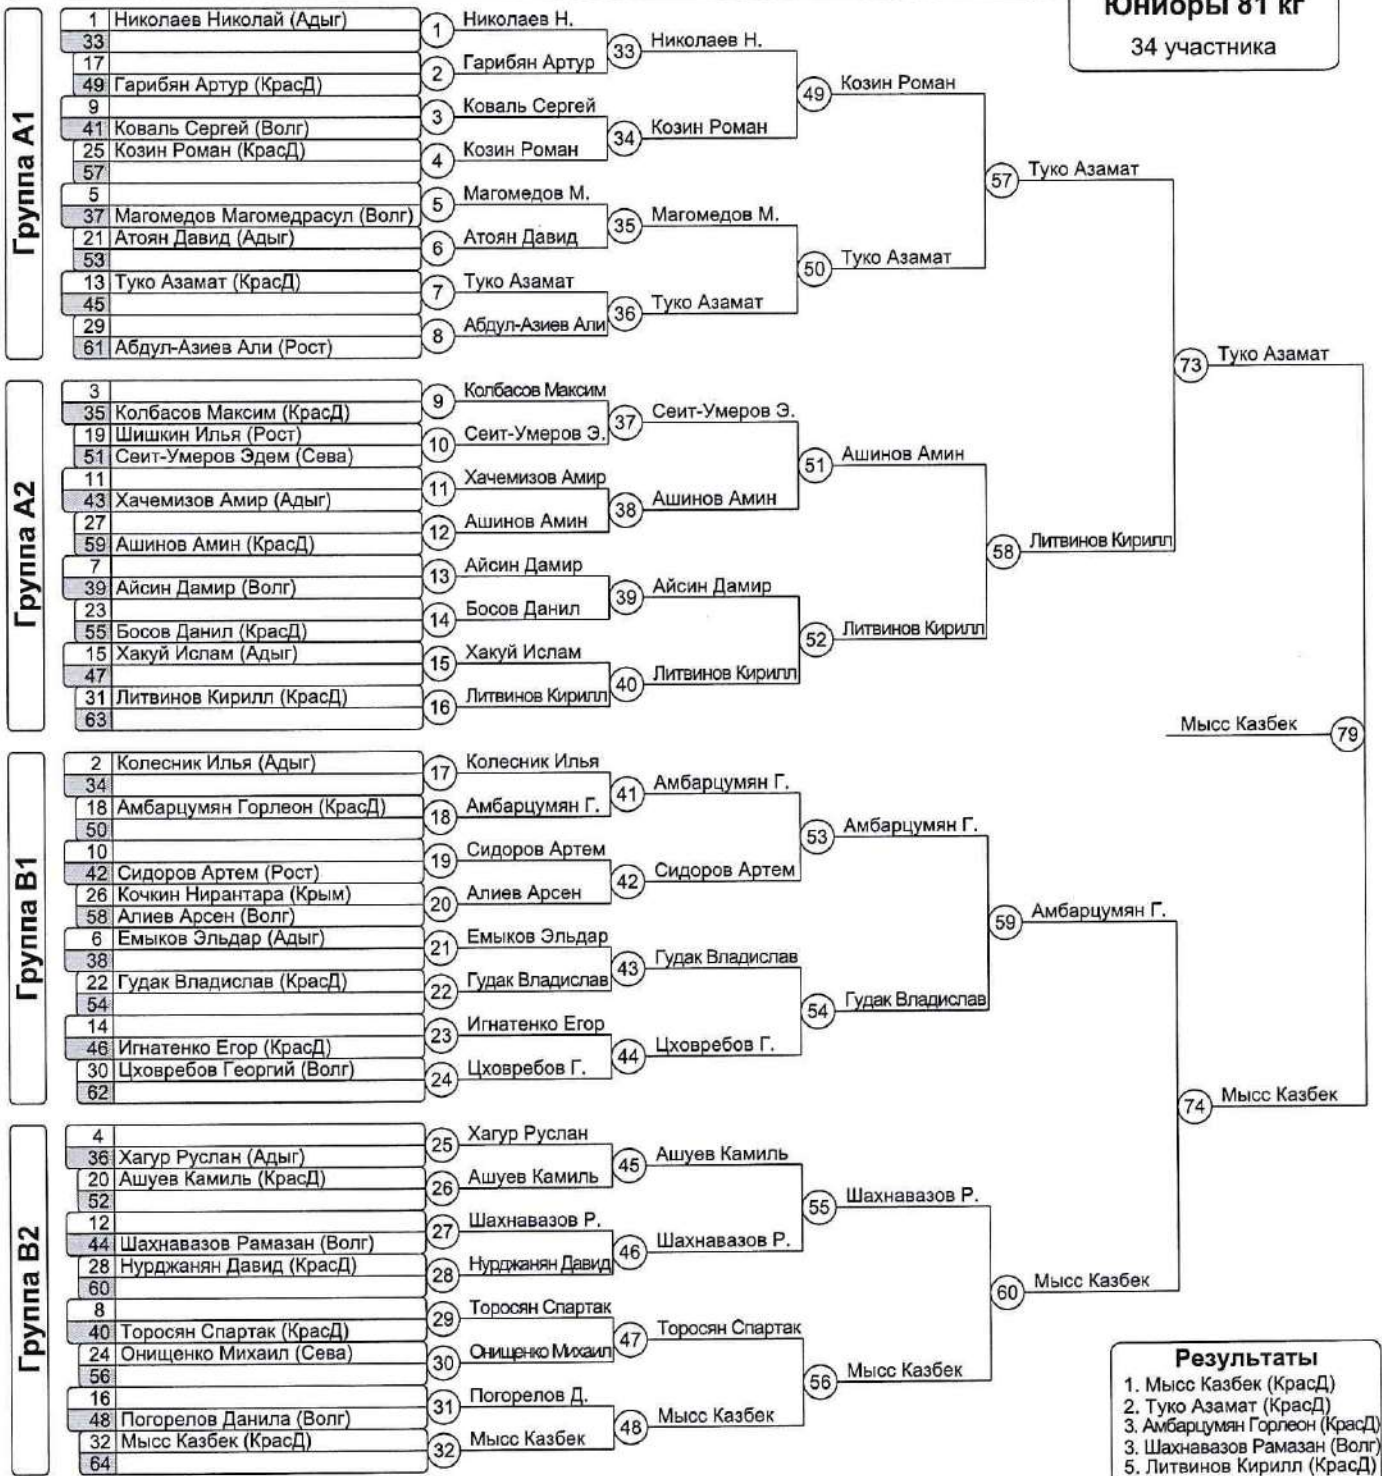 Юниоры 81 кг
34 участника
Группа A1
1 Николаев Николай (Адыг)
33
17
49 Гарибян Артур (КрасД)
9
41 Коваль Сергей (Волг)
25 Козин Роман (КрасД)
57
5
37 Магомедов Магомедрасул (Волг)
21 Атоян Давид (Адыг)
53
13 Туко Азамат (КрасД)
45
29
61 Абдул-Азиев Али (Рост)
1 Николаев Н.
2 Гарибян Артур
3 Коваль Сергей
4 Козин Роман
5 Магомедов М.
6 Атоян Давид
7 Туко Азамат
8 Абдул-Азиев Али
33 Николаев Н.
34 Козин Роман
35 Магомедов М.
36 Туко Азамат
49 Козин Роман
50 Туко Азамат
57 Туко Азамат
Группа A2
3
35 Колбасов Максим (КрасД)
19 Шишкин Илья (Рост)
51 Сеит-Умеров Эдем (Сева)
11
43 Хачемизов Амир (Адыг)
27
59 Ашинов Амин (КрасД)
7
39 Айсин Дамир (Волг)
23
55 Босов Данил (КрасД)
15 Хакуй Ислам (Адыг)
47
31 Литвинов Кирилл (КрасД)
63
9 Колбасов Максим
10 Сеит-Умеров Э.
11 Хачемизов Амир
12 Ашинов Амин
13 Айсин Дамир
14 Босов Данил
15 Хакуй Ислам
16 Литвинов Кирилл
37 Сеит-Умеров Э.
38 Ашинов Амин
39 Айсин Дамир
40 Литвинов Кирилл
51 Ашинов Амин
52 Литвинов Кирилл
58 Литвинов Кирилл
73 Туко Азамат
Мысс Казбек 79
Группа B1
2 Колесник Илья (Адыг)
34
18 Амбарцумян Горлеон (КрасД)
50
10
42 Сидоров Артем (Рост)
26 Кочкин Нирантара (Крым)
58 Алиев Арсен (Волг)
6 Емыков Эльдар (Адыг)
38
22 Гудак Владислав (КрасД)
54
14
46 Игнатенко Егор (КрасД)
30 Цховребов Георгий (Волг)
62
17 Колесник Илья
18 Амбарцумян Г.
19 Сидоров Артем
20 Алиев Арсен
21 Емыков Эльдар
22 Гудак Владислав
23 Игнатенко Егор
24 Цховребов Г.
41 Амбарцумян Г.
42 Сидоров Артем
43 Гудак Владислав
44 Цховребов Г.
53 Амбарцумян Г.
54 Гудак Владислав
59 Амбарцумян Г.
74 Мысс Казбек
Группа B2
4
36 Хагур Руслан (Адыг)
20 Ашуев Камиль (КрасД)
52
12
44 Шахнавазов Рамазан (Волг)
28 Нурджанян Давид (КрасД)
60
8
40 Торосян Спартак (КрасД)
24 Онищенко Михаил (Сева)
56
16
48 Погорелов Данила (Волг)
32 Мысс Казбек (КрасД)
64
25 Хагур Руслан
26 Ашуев Камиль
27 Шахнавазов Р.
28 Нурджанян Давид
29 Торосян Спартак
30 Онищенко Михаил
31 Погорелов Д.
32 Мысс Казбек
45 Ашуев Камиль
46 Шахнавазов Р.
47 Торосян Спартак
48 Мысс Казбек
55 Шахнавазов Р.
56 Мысс Казбек
60 Мысс Казбек
Результаты
1. Мысс Казбек (КрасД)
2. Туко Азамат (КрасД)
3. Амбарцумян Горлеон (КрасД)
3. Шахнавазов Рамазан (Волг)
5. Литвинов Кирилл (КрасД)